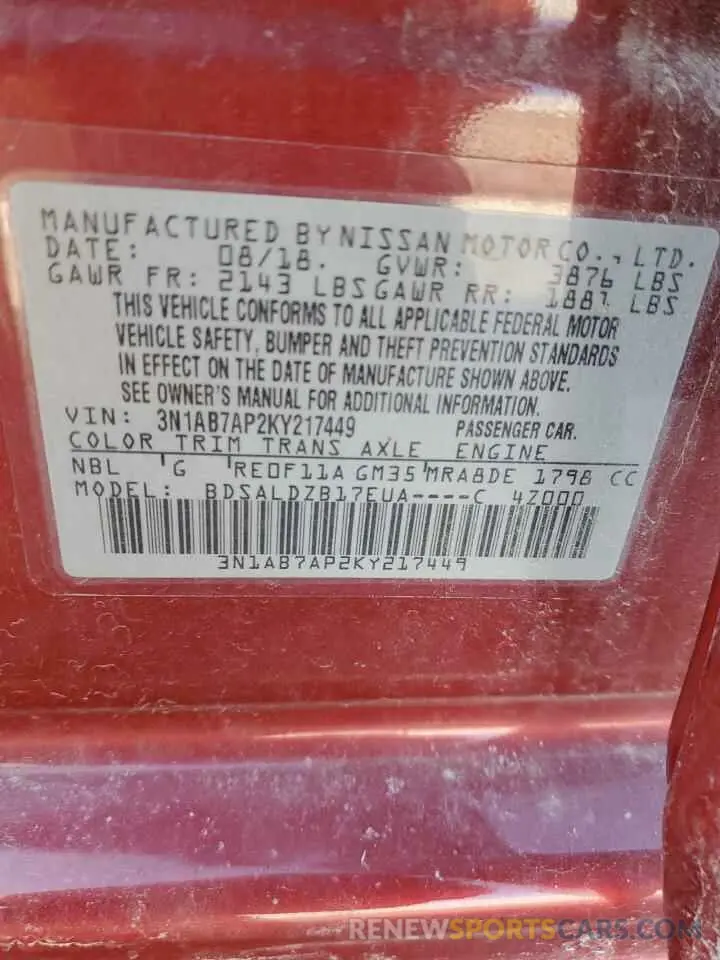 MANUFACTURED BY NISSAN MOTOR CO., LTD.
DATE: 08/18. GVWR: 3876 LBS
GAWR FR: 2143 LBS GAWR RR: 1887 LBS
THIS VEHICLE CONFORMS TO ALL APPLICABLE FEDERAL MOTOR
VEHICLE SAFETY, BUMPER AND THEFT PREVENTION STANDARDS
IN EFFECT ON THE DATE OF MANUFACTURE SHOWN ABOVE.
SEE OWNER'S MANUAL FOR ADDITIONAL INFORMATION.
VIN: 3N1AB7AP2KY217449 PASSENGER CAR.
COLOR TRIM TRANS AXLE ENGINE
NBL G RE0F11A GM35 MRA8DE 1798 CC
MODEL: BDSALDZB17EUA----C 4Z000
3N1AB7AP2KY217449
RENEWSPORTSCARS.COM